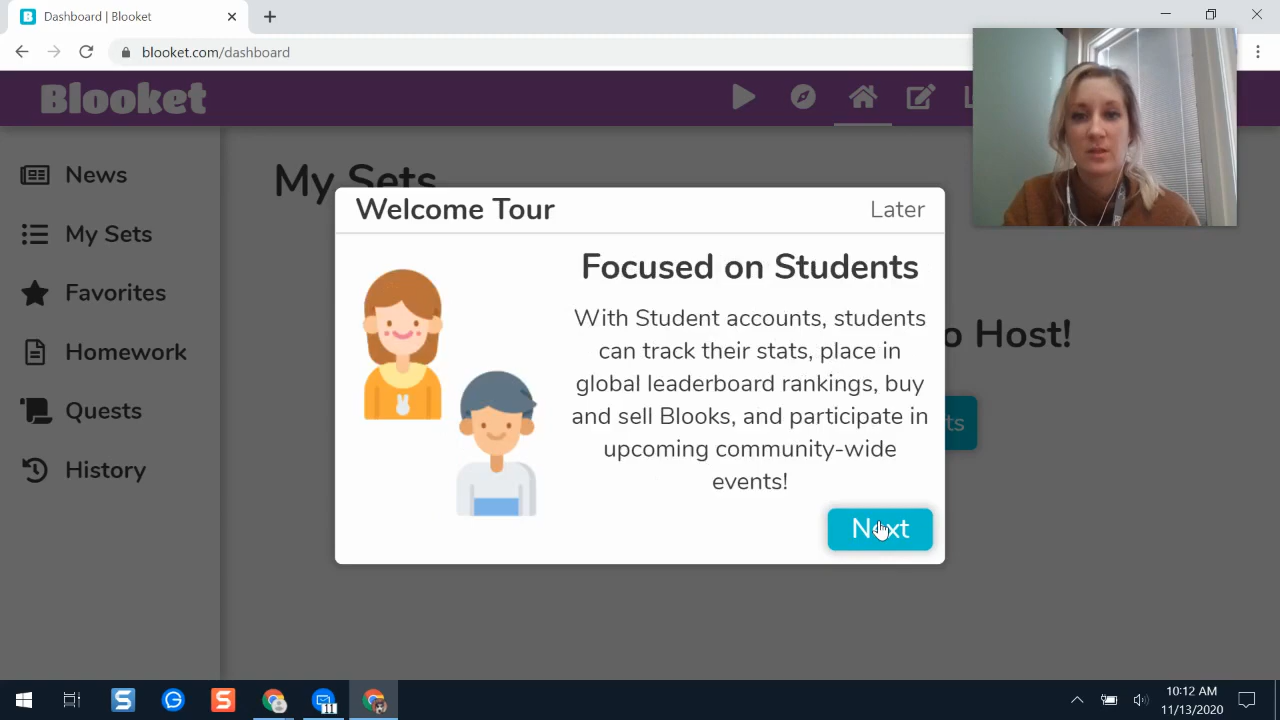 Dashboard | Blooket
blooket.com/dashboard
Blooket
News
My Sets
Favorites
Homework
Quests
History
My Sets
Welcome Tour
Later
Focused on Students
With Student accounts, students
can track their stats, place in
global leaderboard rankings, buy
and sell Blooks, and participate in
upcoming community-wide
events!
Next
o Host!
ts
11
10:12 AM
11/13/2020